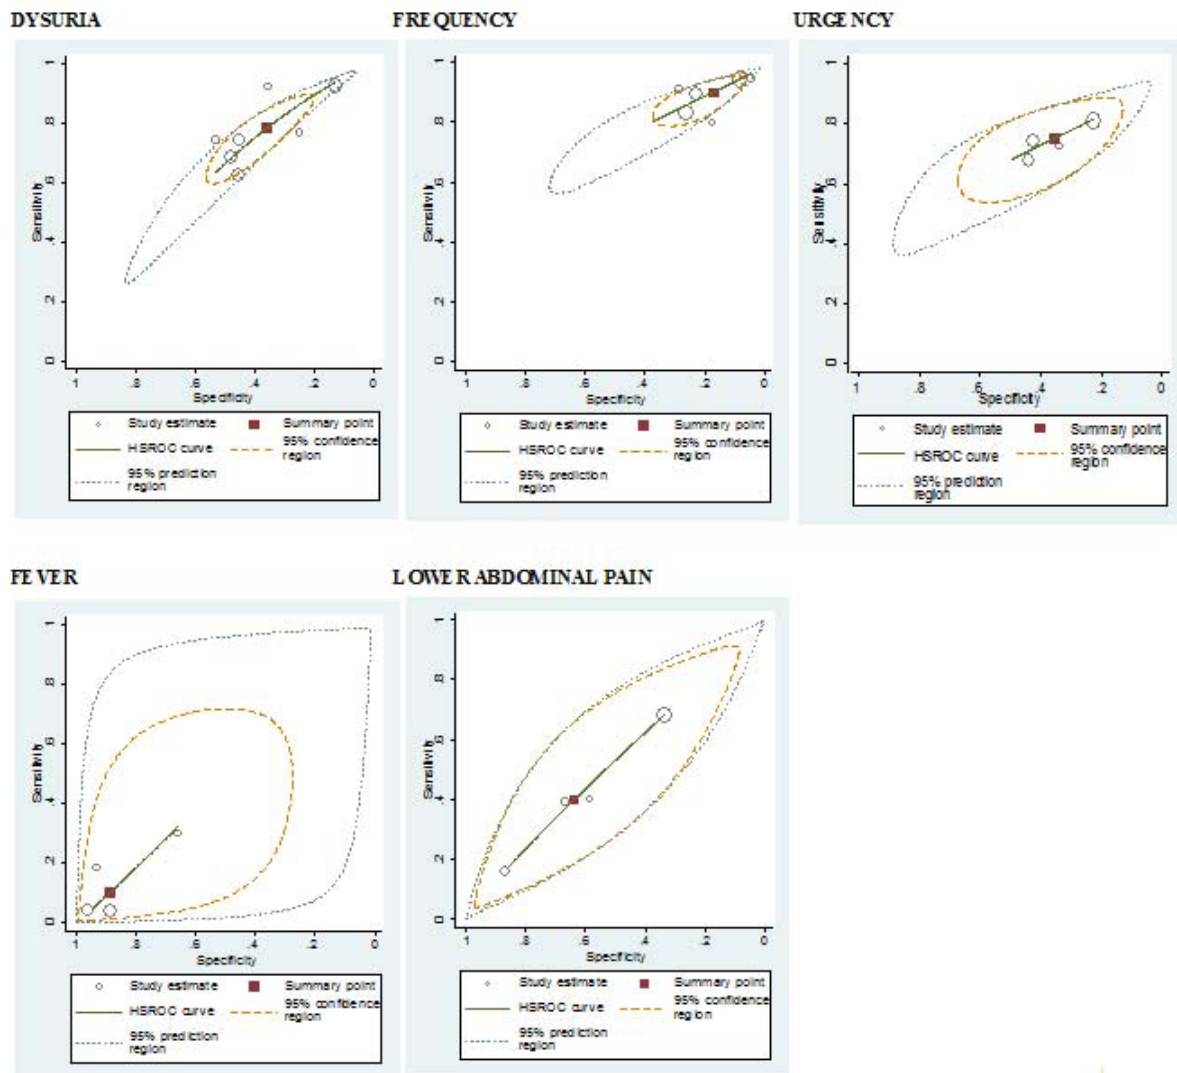 DYSURIA
FREQUENCY
URGENCY
Sensitivity
0 .2 .4 .6 .8 1
1 .8 .6 .4 .2 0
Specificity
Study estimate
Summary point
HSROC curve
95% confidence
region
95% prediction
region
Sensitivity
0 .2 .4 .6 .8 1
1 .8 .6 .4 .2 0
Specificity
Study estimate
Summary point
HSROC curve
95% confidence
region
95% prediction
region
Sensitivity
0 .2 .4 .6 .8 1
1 .8 .6 .4 .2 0
Specificity
Study estimate
Summary point
HSROC curve
95% confidence
region
95% prediction
region
FEVER
LOWER ABDOMINAL PAIN
Sensitivity
0 .2 .4 .6 .8 1
1 .8 .6 .4 .2 0
Specificity
Study estimate
Summary point
HSROC curve
95% confidence
region
95% prediction
region
Sensitivity
0 .2 .4 .6 .8 1
1 .8 .6 .4 .2 0
Specificity
Study estimate
Summary point
HSROC curve
95% confidence
region
95% prediction
region